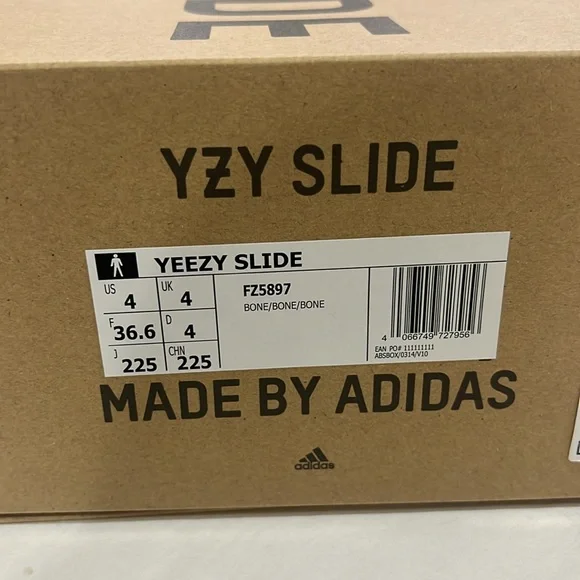 DE
YZY SLIDE
YEEZY SLIDE
US 4 UK 4
F 36.6 D 4
J 225 CHN 225
FZ5897
BONE/BONE/BONE
4 066749 727956
EAN PO# 111111111
ABSBOX/0314/V10
MADE BY ADIDAS
adidas